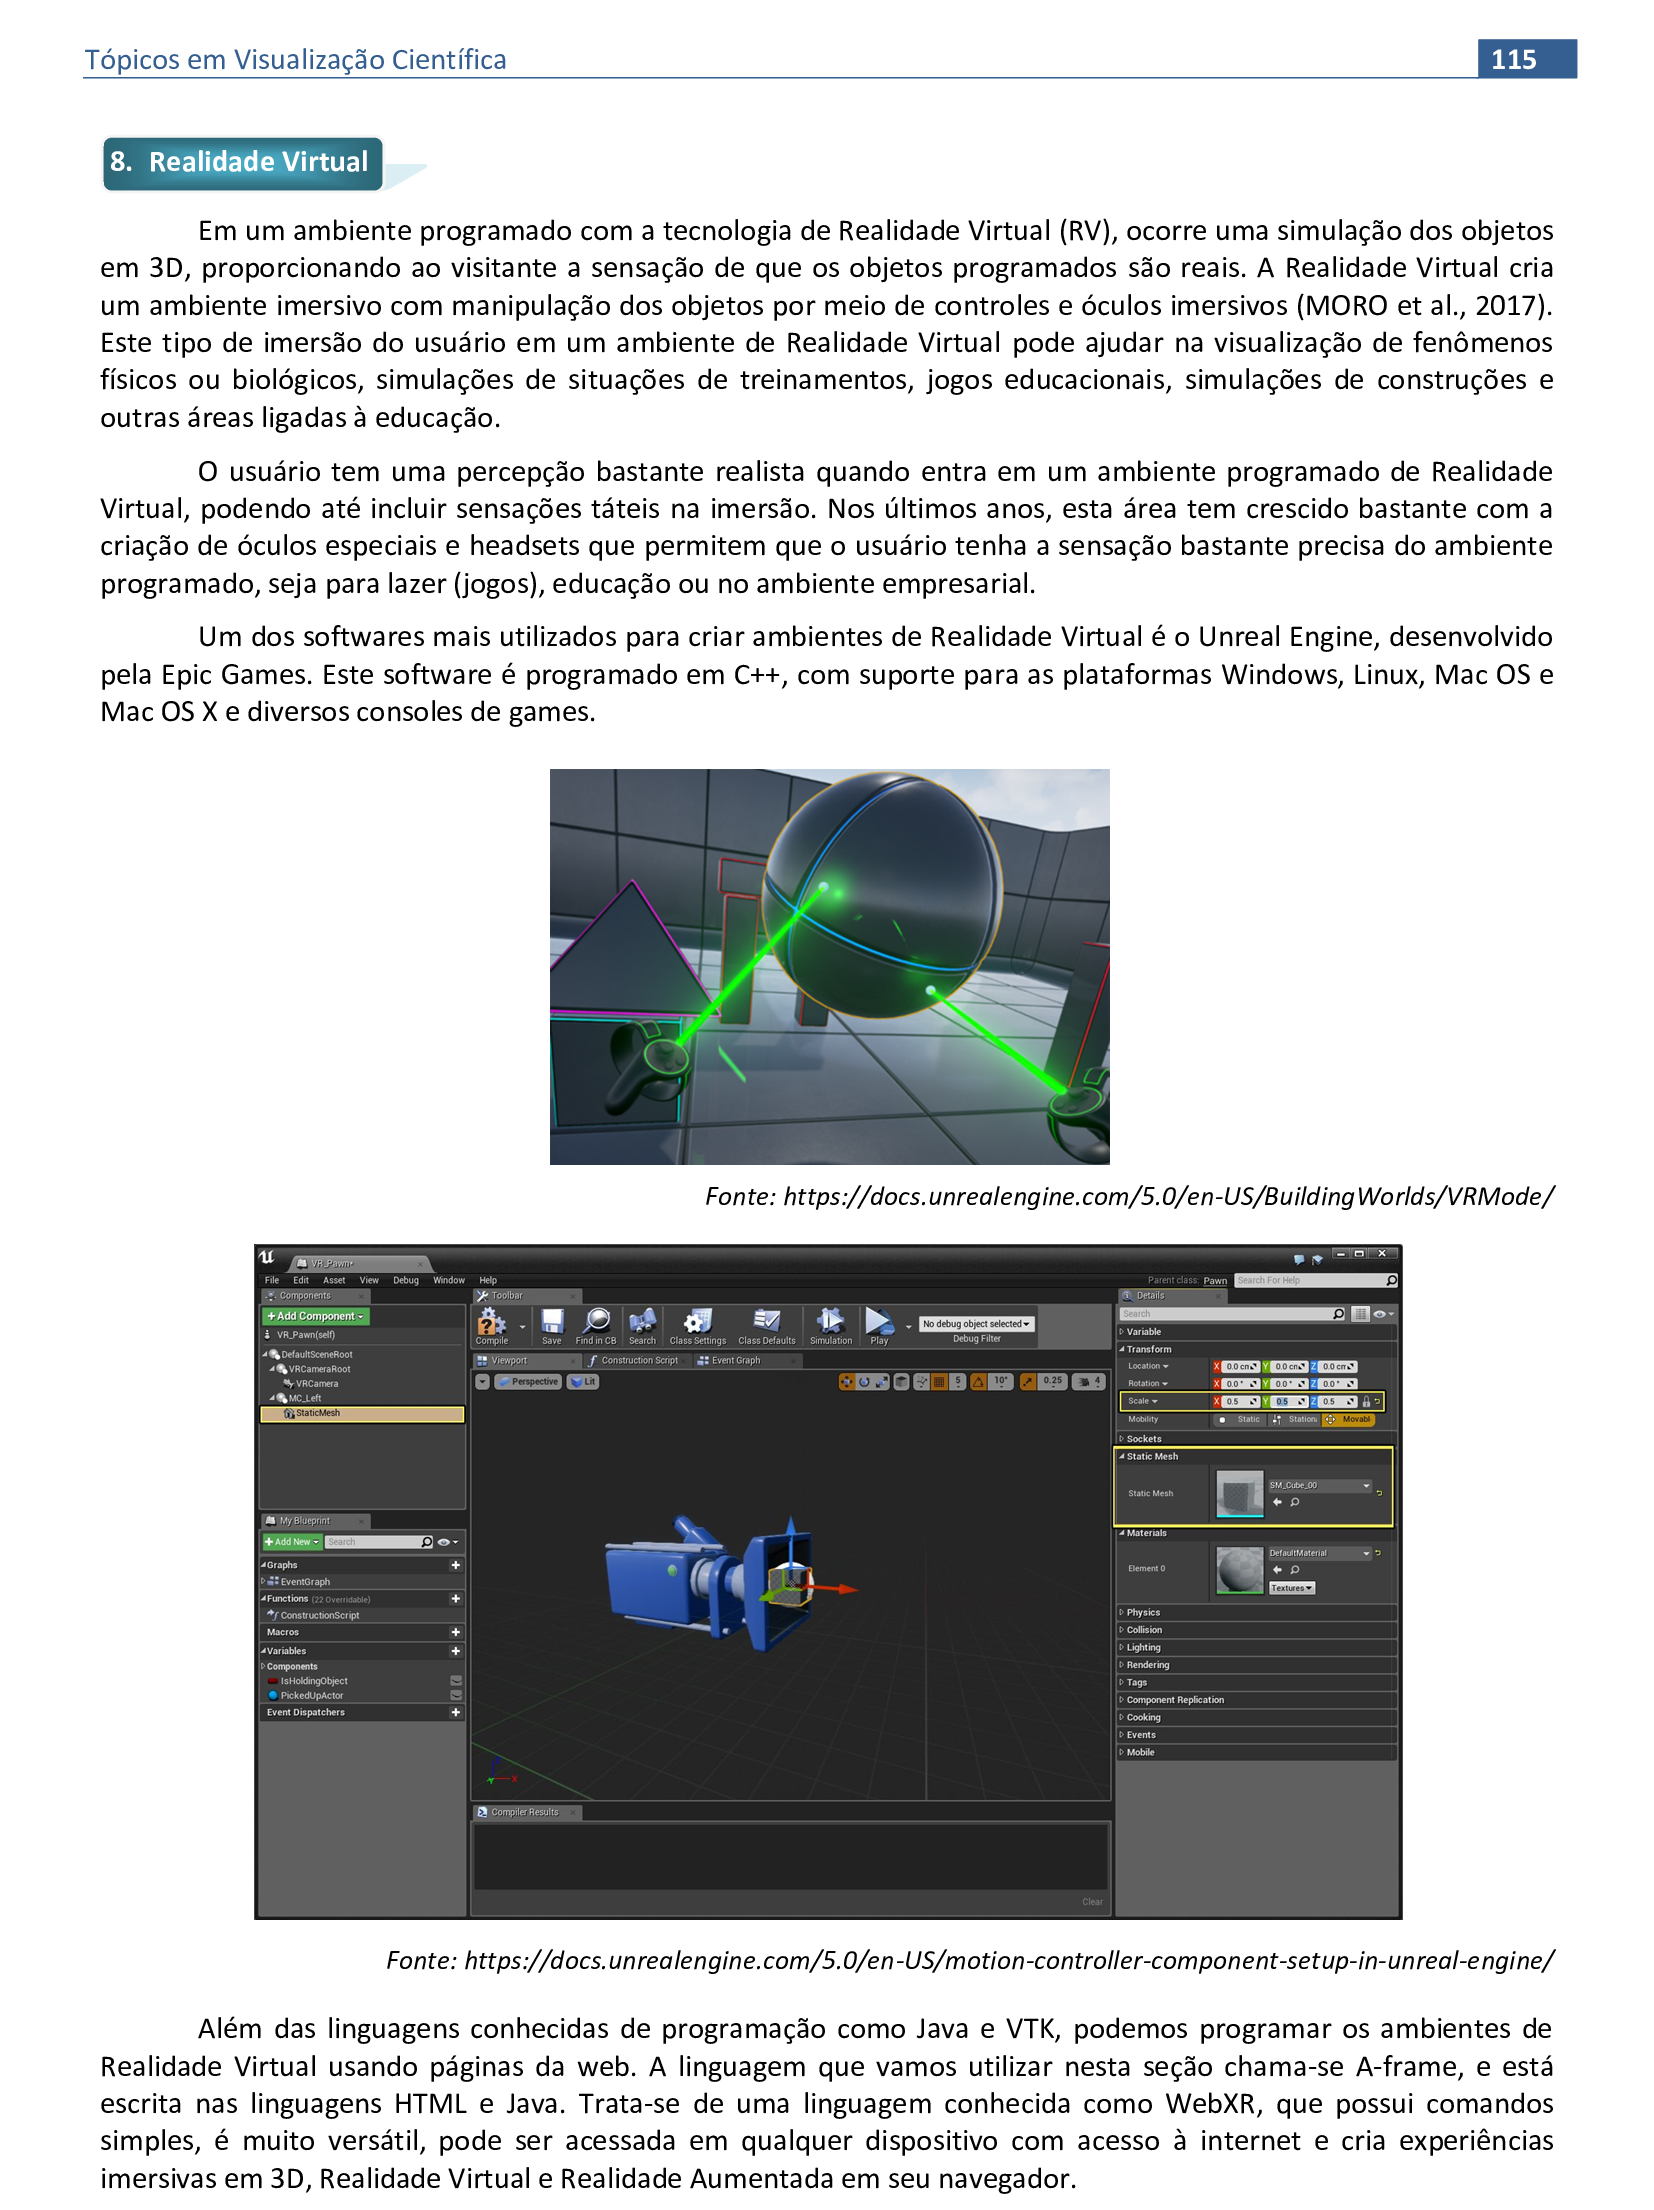 Tópicos em Visualização Científica
115
8. Realidade Virtual
Em um ambiente programado com a tecnologia de Realidade Virtual (RV), ocorre uma simulação dos objetos
em 3D, proporcionando ao visitante a sensação de que os objetos programados são reais. A Realidade Virtual cria
um ambiente imersivo com manipulação dos objetos por meio de controles e óculos imersivos (MORO et al., 2017).
Este tipo de imersão do usuário em um ambiente de Realidade Virtual pode ajudar na visualização de fenômenos
físicos ou biológicos, simulações de situações de treinamentos, jogos educacionais, simulações de construções e
outras áreas ligadas à educação.
O usuário tem uma percepção bastante realista quando entra em um ambiente programado de Realidade
Virtual, podendo até incluir sensações táteis na imersão. Nos últimos anos, esta área tem crescido bastante com a
criação de óculos especiais e headsets que permitem que o usuário tenha a sensação bastante precisa do ambiente
programado, seja para lazer (jogos), educação ou no ambiente empresarial.
Um dos softwares mais utilizados para criar ambientes de Realidade Virtual é o Unreal Engine, desenvolvido
pela Epic Games. Este software é programado em C++, com suporte para as plataformas Windows, Linux, Mac OS e
Mac OS X e diversos consoles de games.
Fonte: https://docs.unrealengine.com/5.0/en-US/BuildingWorlds/VRMode/
VR_Pawn*
File Edit Asset View Debug Window Help
Parent class: Pawn Search For Help
Components
+Add Component
VR_Pawn(self)
DefaultSceneRoot
VRCameraRoot
VRCamera
MC_Left
StaticMesh
My Blueprint
+Add New Search
Graphs
EventGraph
Functions (22 Overridable)
ConstructionScript
Macros
Variables
Components
IsHoldingObject
PickedUpActor
Event Dispatchers
Toolbar
Compile Save Find in CB Search Class Settings Class Defaults Simulation Play
No debug object selected
Debug Filter
Viewport Construction Script Event Graph
Perspective Lit 5 10° 0.25 4
X
Compiler Results
Clear
Details
Search
Variable
Transform
Location X 0.0 cm Y 0.0 cm Z 0.0 cm
Rotation X 0.0° Y 0.0° Z 0.0°
Scale X 0.5 Y 0.5 Z 0.5
Mobility Static Station Movabl
Sockets
Static Mesh
Static Mesh SM_Cube_00
Materials
Element 0 DefaultMaterial
Textures
Physics
Collision
Lighting
Rendering
Tags
Component Replication
Cooking
Events
Mobile
Fonte: https://docs.unrealengine.com/5.0/en-US/motion-controller-component-setup-in-unreal-engine/
Além das linguagens conhecidas de programação como Java e VTK, podemos programar os ambientes de
Realidade Virtual usando páginas da web. A linguagem que vamos utilizar nesta seção chama-se A-frame, e está
escrita nas linguagens HTML e Java. Trata-se de uma linguagem conhecida como WebXR, que possui comandos
simples, é muito versátil, pode ser acessada em qualquer dispositivo com acesso à internet e cria experiências
imersivas em 3D, Realidade Virtual e Realidade Aumentada em seu navegador.